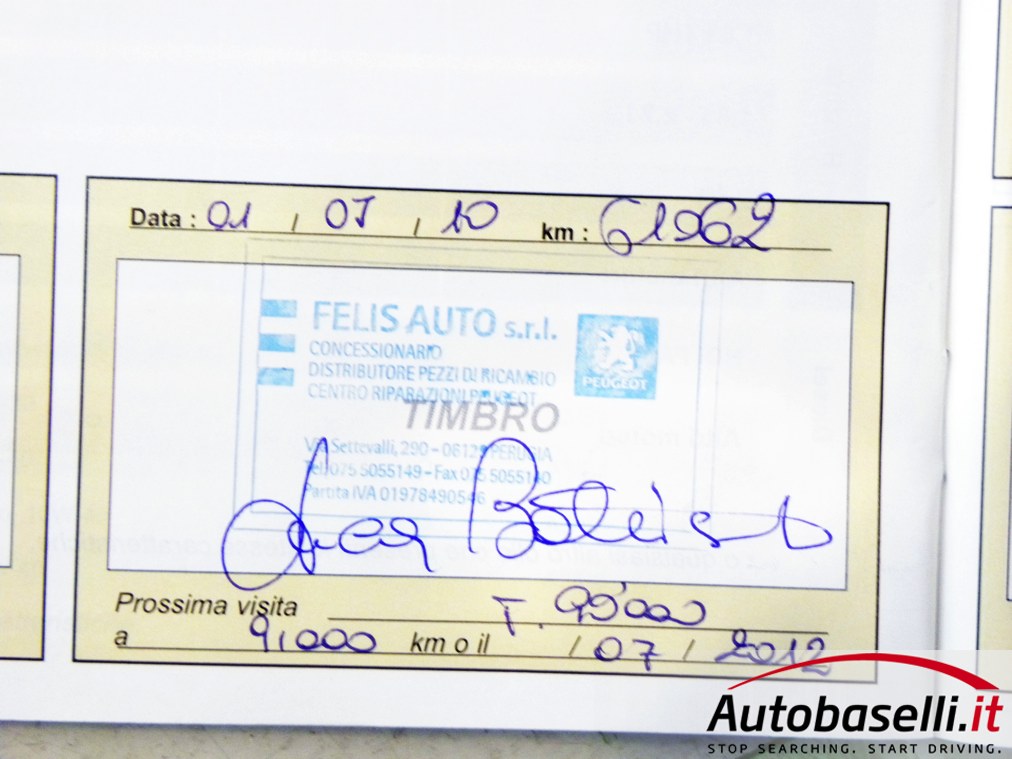 Data : 01 / 07 / 10 km : 61962
FELIS AUTO s.r.l.
CONCESSIONARIO
DISTRIBUTORE PEZZI DI RICAMBIO
CENTRO RIPARAZIONI PEUGEOT
PEUGEOT
TIMBRO
Via Settevalli, 290 - 06129 PERUGIA
Tel. 075 5055149 - Fax 075 5055140
Partita IVA 01978490546
Prossima visita
a 91000 km o il / 07 / 2012
Autobaselli.it
STOP SEARCHING. START DRIVING.